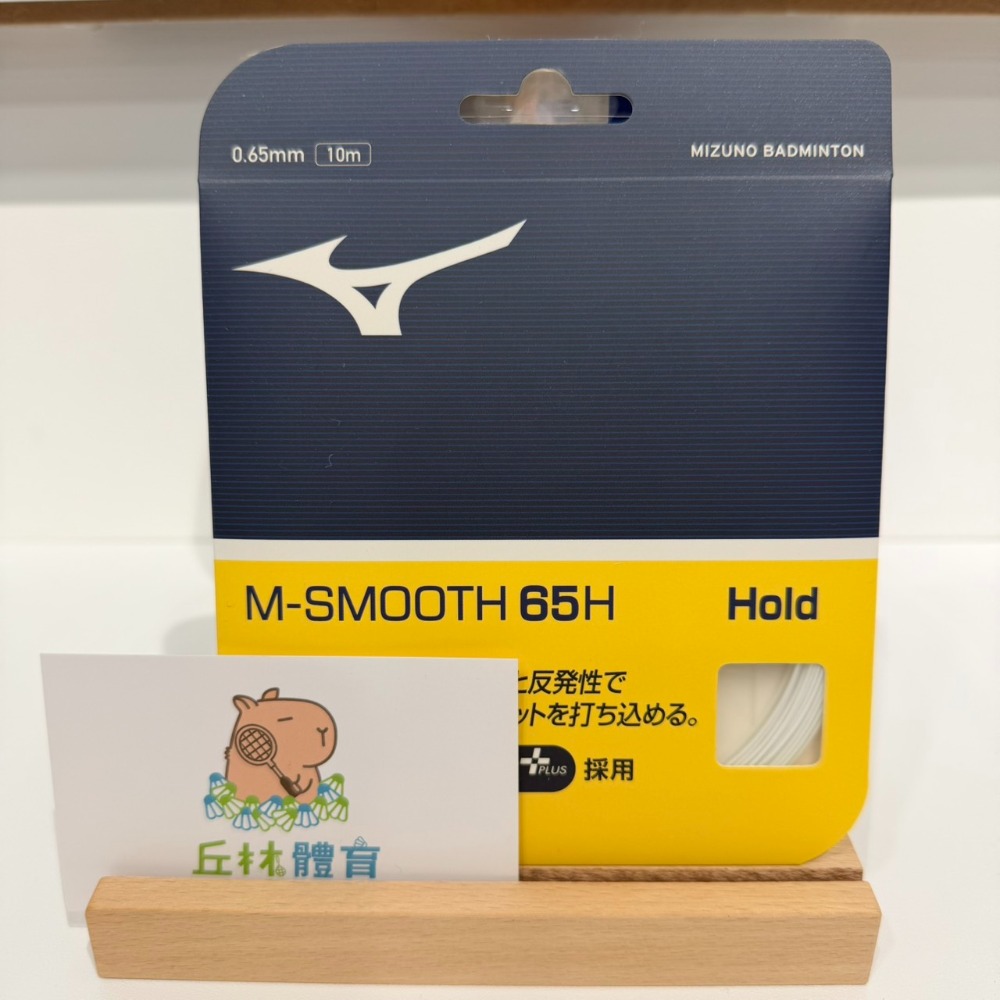 0.65mm 10m MIZUNO BADMINTON
M-SMOOTH 65H Hold
と反発性で
ットを打ち込める。
PLUS 採用
丘林體育